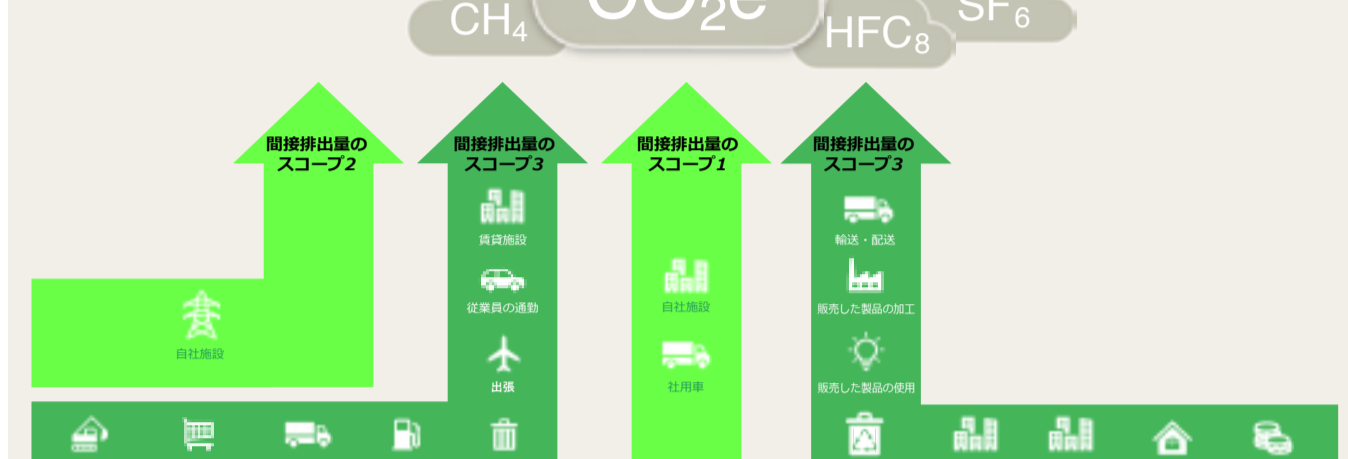 CH₄
CO₂e
HFC₈
SF₆
間接排出量の
スコープ2
間接排出量の
スコープ3
間接排出量の
スコープ1
間接排出量の
スコープ3
自社施設
賃貸施設
従業員の通勤
出張
自社施設
社用車
輸送・配送
販売した製品の加工
販売した製品の使用